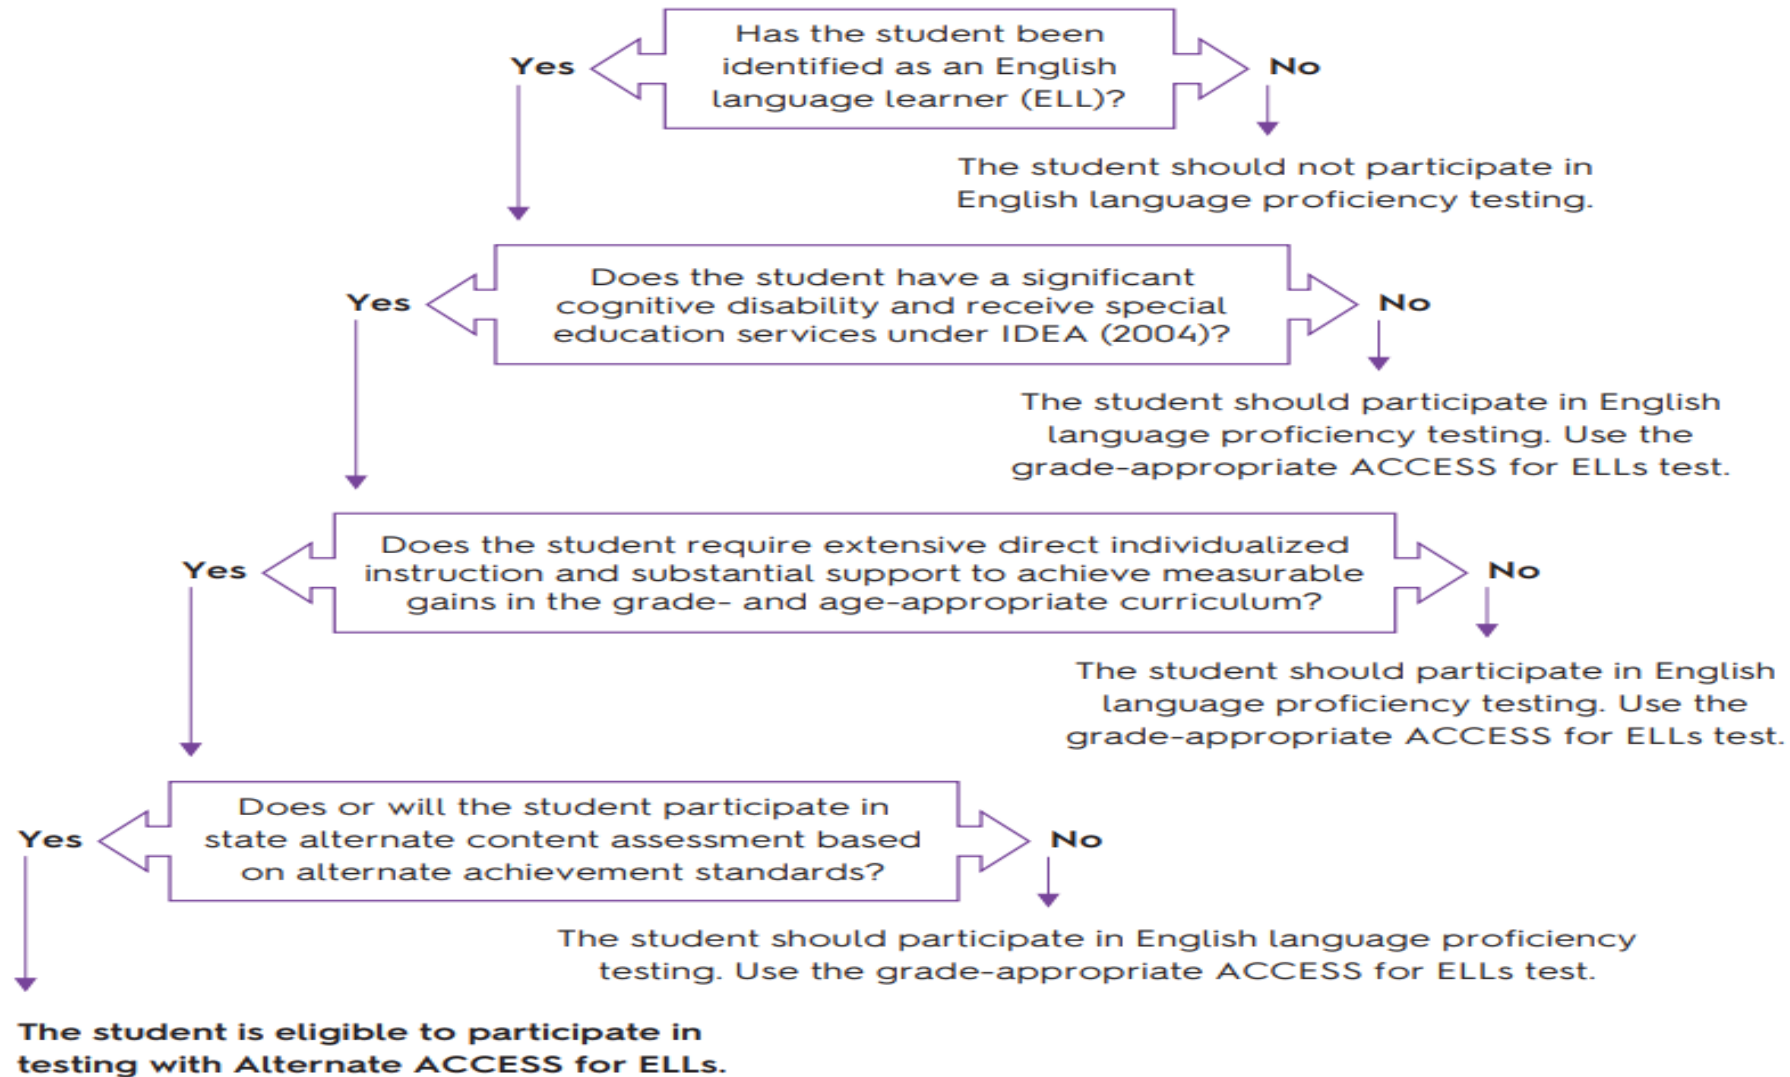 Has the student been
identified as an English
language learner (ELL)?
Yes
No
The student should not participate in
English language proficiency testing.
Does the student have a significant
cognitive disability and receive special
education services under IDEA (2004)?
Yes
No
The student should participate in English
language proficiency testing. Use the
grade-appropriate ACCESS for ELLs test.
Does the student require extensive direct individualized
instruction and substantial support to achieve measurable
gains in the grade- and age-appropriate curriculum?
Yes
No
The student should participate in English
language proficiency testing. Use the
grade-appropriate ACCESS for ELLs test.
Does or will the student participate in
state alternate content assessment based
on alternate achievement standards?
Yes
No
The student should participate in English language proficiency
testing. Use the grade-appropriate ACCESS for ELLs test.
The student is eligible to participate in
testing with Alternate ACCESS for ELLs.